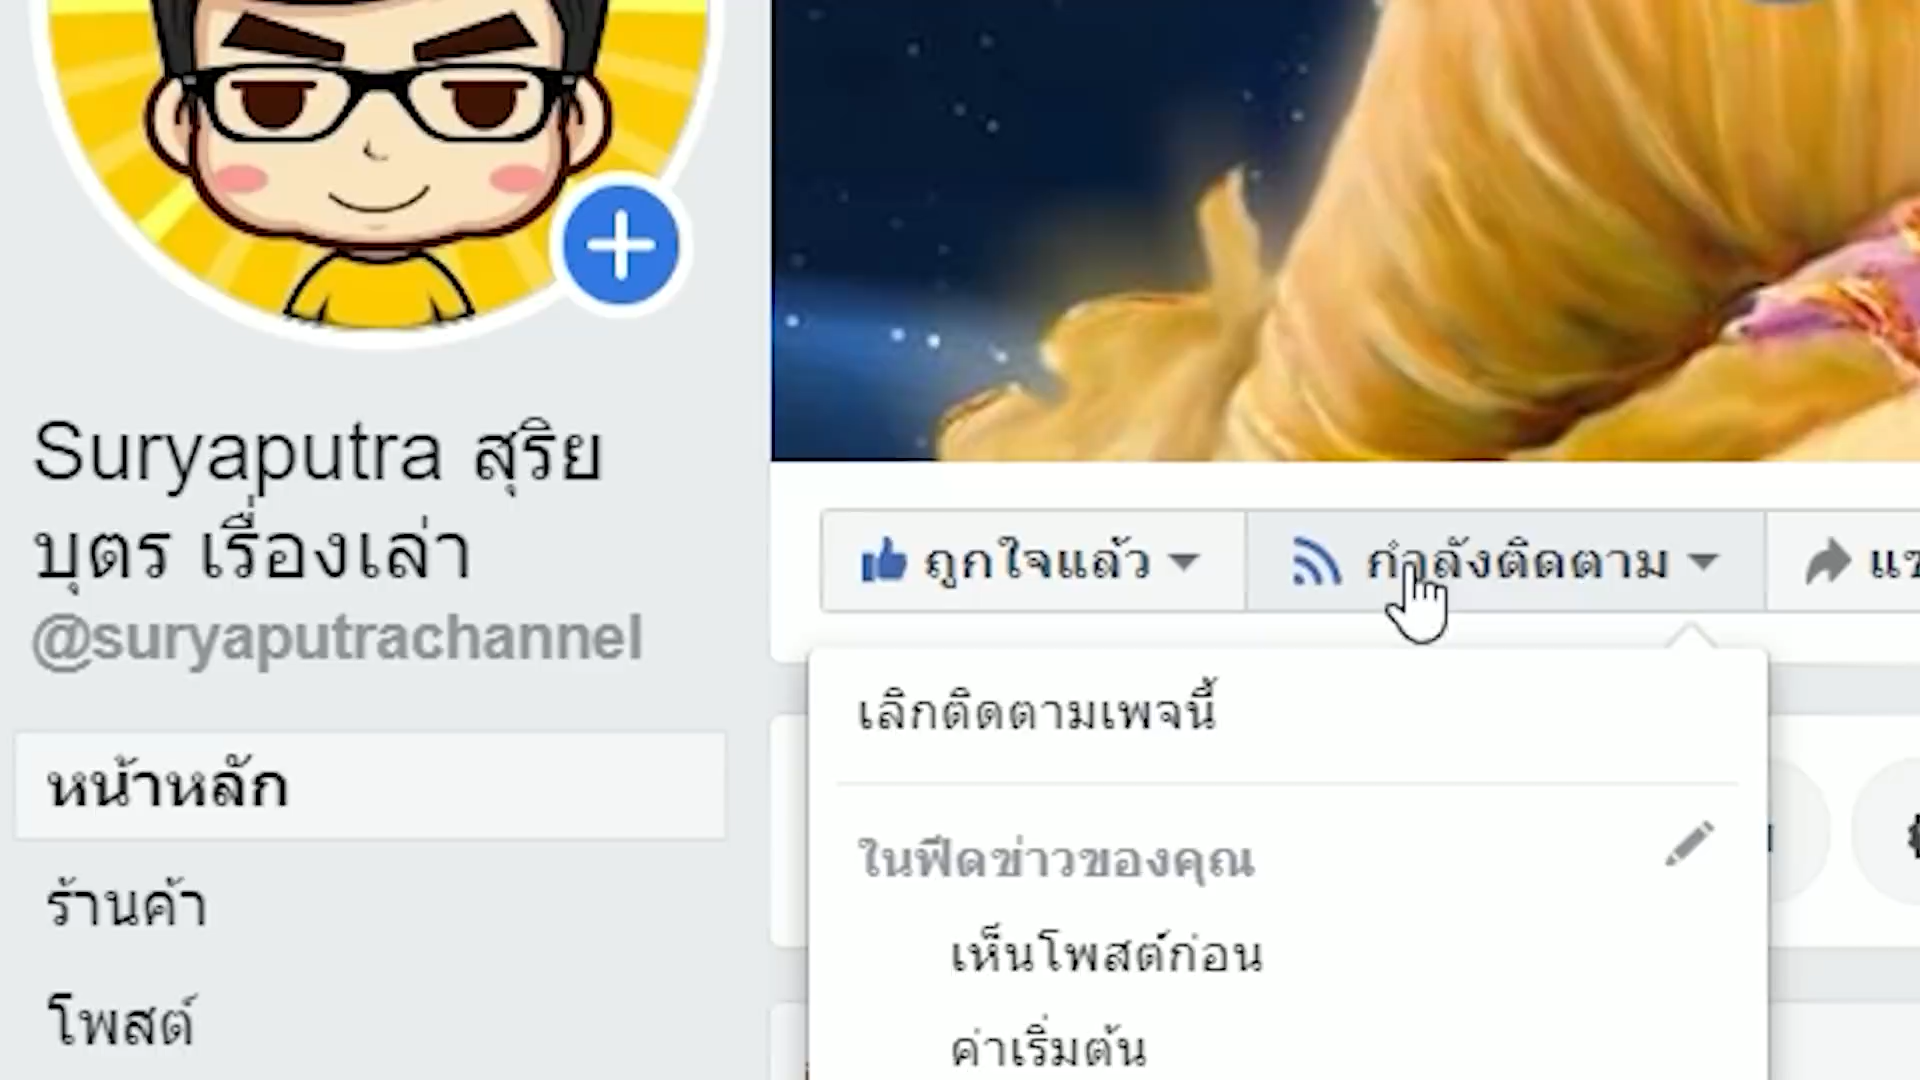 Suryaputra สุริย
บุตร เรื่องเล่า
@suryaputrachannel
หน้าหลัก
ร้านค้า
โพสต์
ถูกใจแล้ว
กำลังติดตาม
เลิกติดตามเพจนี้
ในฟีดข่าวของคุณ
เห็นโพสต์ก่อน
ค่าเริ่มต้น